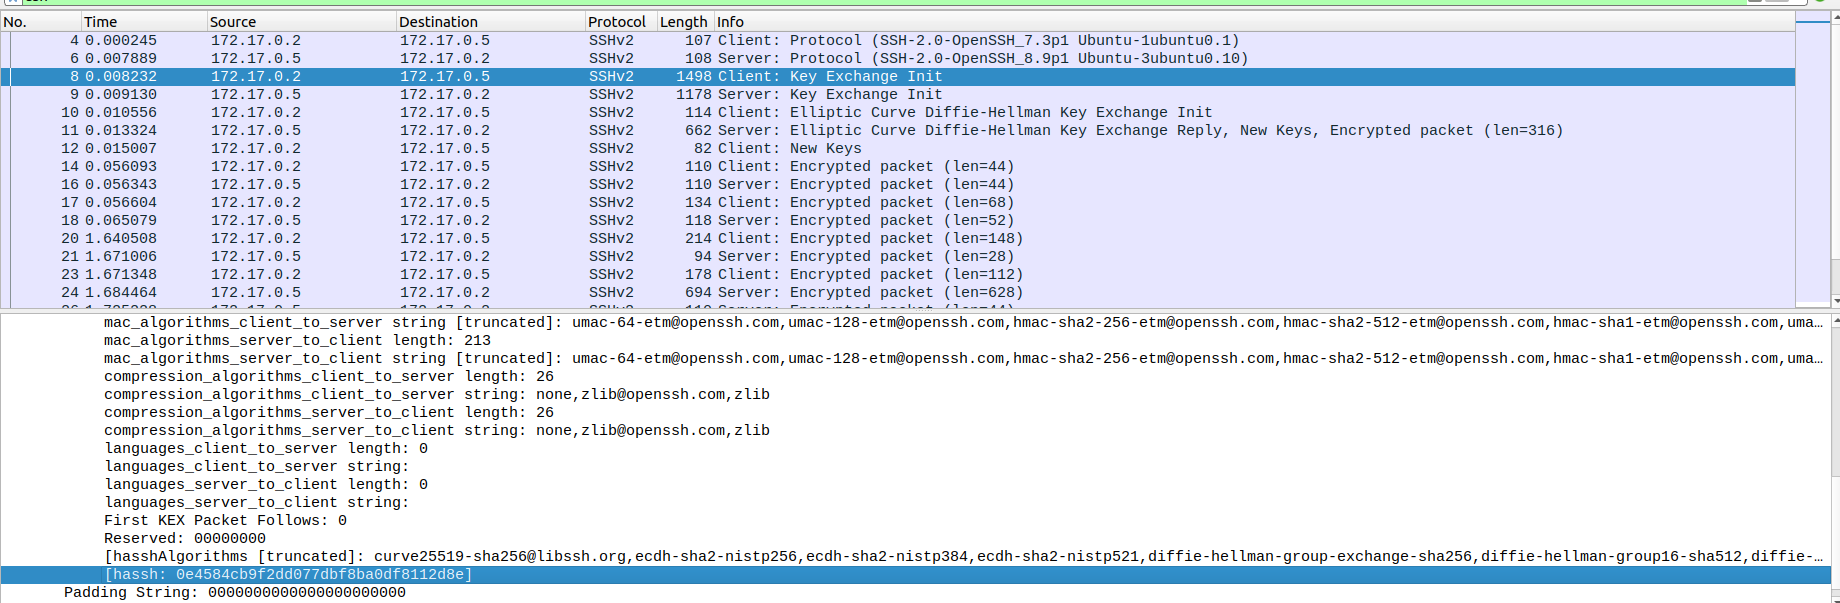 No. Time Source Destination Protocol Length Info
4 0.000245 172.17.0.2 172.17.0.5 SSHv2 107 Client: Protocol (SSH-2.0-OpenSSH_7.3p1 Ubuntu-1ubuntu0.1)
6 0.007889 172.17.0.5 172.17.0.2 SSHv2 108 Server: Protocol (SSH-2.0-OpenSSH_8.9p1 Ubuntu-3ubuntu0.10)
8 0.008232 172.17.0.2 172.17.0.5 SSHv2 1498 Client: Key Exchange Init
9 0.009130 172.17.0.5 172.17.0.2 SSHv2 1178 Server: Key Exchange Init
10 0.010556 172.17.0.2 172.17.0.5 SSHv2 114 Client: Elliptic Curve Diffie-Hellman Key Exchange Init
11 0.013324 172.17.0.5 172.17.0.2 SSHv2 662 Server: Elliptic Curve Diffie-Hellman Key Exchange Reply, New Keys, Encrypted packet (len=316)
12 0.015007 172.17.0.2 172.17.0.5 SSHv2 82 Client: New Keys
14 0.056093 172.17.0.2 172.17.0.5 SSHv2 110 Client: Encrypted packet (len=44)
16 0.056343 172.17.0.5 172.17.0.2 SSHv2 110 Server: Encrypted packet (len=44)
17 0.056604 172.17.0.2 172.17.0.5 SSHv2 134 Client: Encrypted packet (len=68)
18 0.065079 172.17.0.5 172.17.0.2 SSHv2 118 Server: Encrypted packet (len=52)
20 1.640508 172.17.0.2 172.17.0.5 SSHv2 214 Client: Encrypted packet (len=148)
21 1.671006 172.17.0.5 172.17.0.2 SSHv2 94 Server: Encrypted packet (len=28)
23 1.671348 172.17.0.2 172.17.0.5 SSHv2 178 Client: Encrypted packet (len=112)
24 1.684464 172.17.0.5 172.17.0.2 SSHv2 694 Server: Encrypted packet (len=628)
mac_algorithms_client_to_server string [truncated]: umac-64-etm@openssh.com,umac-128-etm@openssh.com,hmac-sha2-256-etm@openssh.com,hmac-sha2-512-etm@openssh.com,hmac-sha1-etm@openssh.com,uma…
mac_algorithms_server_to_client length: 213
mac_algorithms_server_to_client string [truncated]: umac-64-etm@openssh.com,umac-128-etm@openssh.com,hmac-sha2-256-etm@openssh.com,hmac-sha2-512-etm@openssh.com,hmac-sha1-etm@openssh.com,uma…
compression_algorithms_client_to_server length: 26
compression_algorithms_client_to_server string: none,zlib@openssh.com,zlib
compression_algorithms_server_to_client length: 26
compression_algorithms_server_to_client string: none,zlib@openssh.com,zlib
languages_client_to_server length: 0
languages_client_to_server string:
languages_server_to_client length: 0
languages_server_to_client string:
First KEX Packet Follows: 0
Reserved: 00000000
[hasshAlgorithms [truncated]: curve25519-sha256@libssh.org,ecdh-sha2-nistp256,ecdh-sha2-nistp384,ecdh-sha2-nistp521,diffie-hellman-group-exchange-sha256,diffie-hellman-group16-sha512,diffie-…
[hassh: 0e4584cb9f2dd077dbf8ba0df8112d8e]
Padding String: 0000000000000000000000